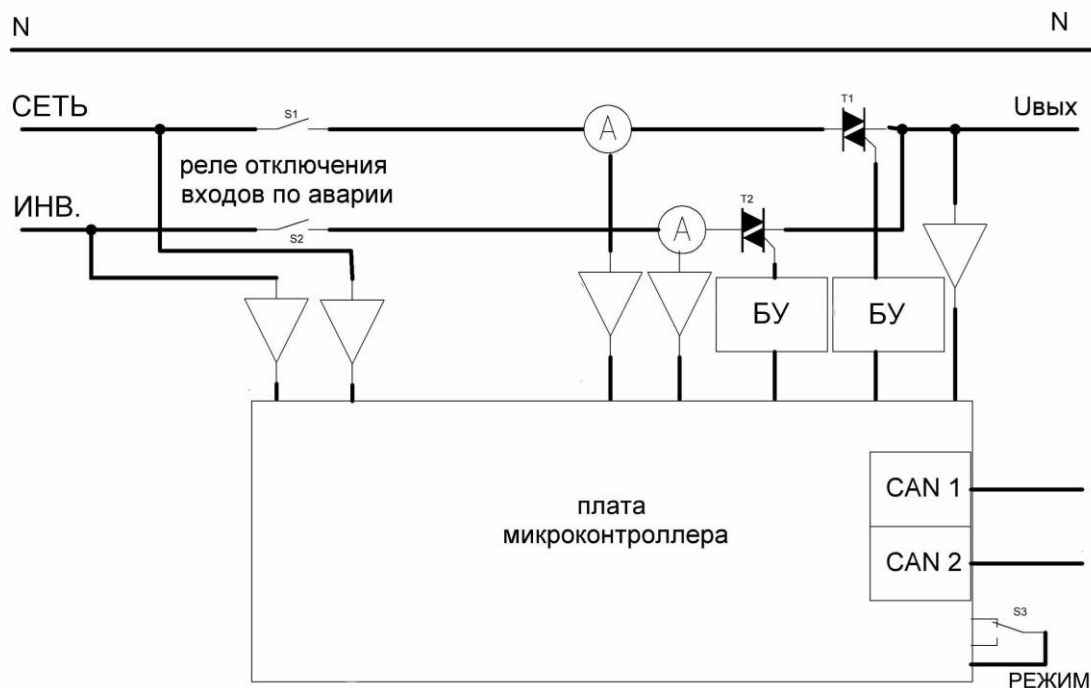 N
N
СЕТЬ
S1
A
T1
Uвых
реле отключения
входов по аварии
ИНВ.
S2
A
T2
БУ
БУ
плата
микроконтроллера
CAN 1
CAN 2
S3
РЕЖИМ